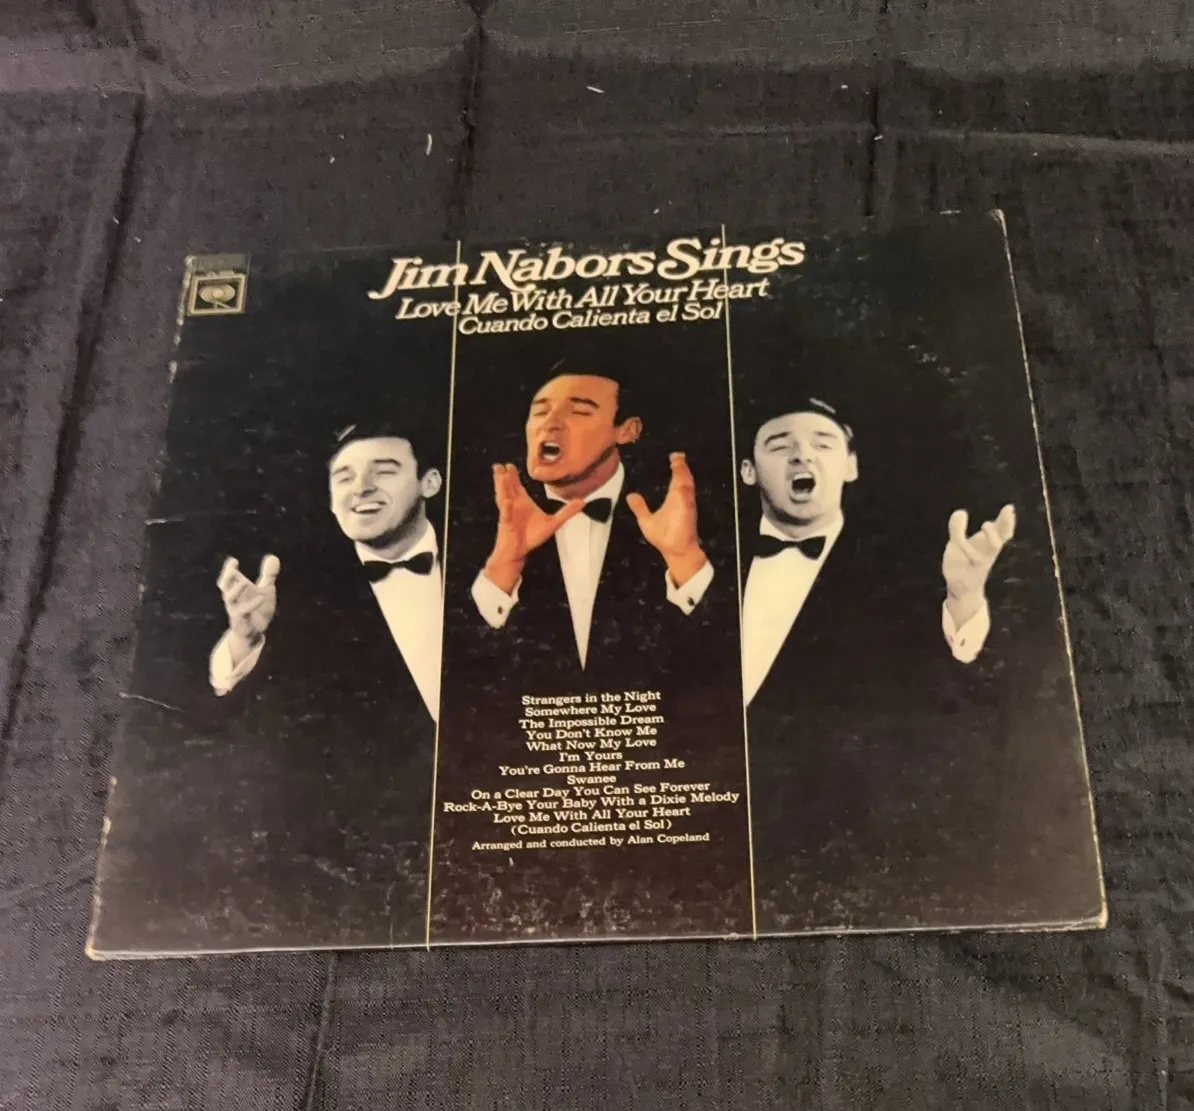 Jim Nabors Sings
Love Me With All Your Heart
Cuando Calienta el Sol
Strangers in the Night
Somewhere My Love
The Impossible Dream
You Don't Know Me
What Now My Love
I'm Yours
You're Gonna Hear From Me
Swanee
On a Clear Day You Can See Forever
Rock-A-Bye Your Baby With a Dixie Melody
Love Me With All Your Heart
(Cuando Calienta el Sol)
Arranged and conducted by Alan Copeland